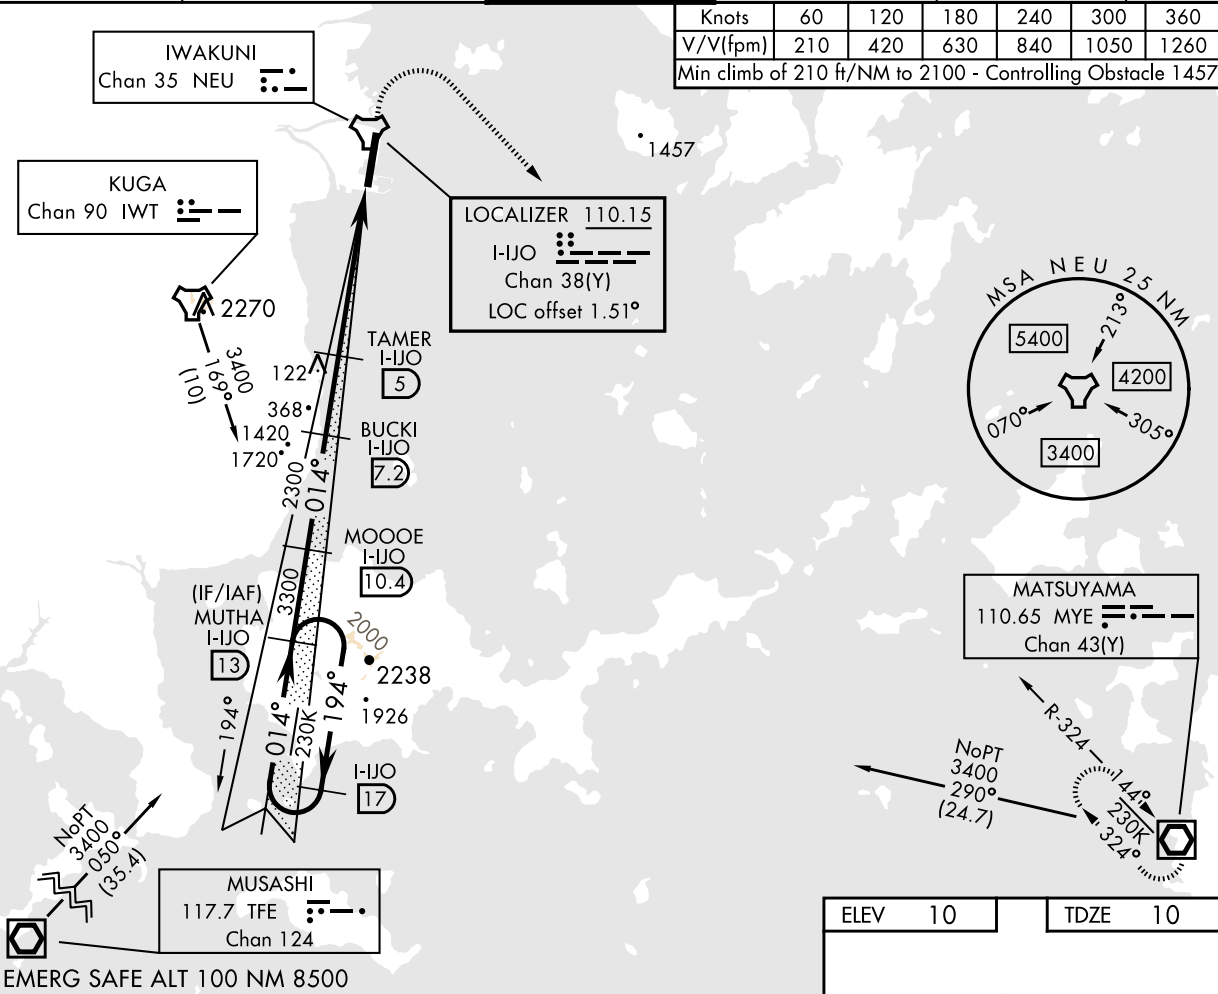 Knots 60 120 180 240 300 360
V/V(fpm) 210 420 630 840 1050 1260
Min climb of 210 ft/NM to 2100 - Controlling Obstacle 1457
IWAKUNI
Chan 35 NEU
1457
KUGA
Chan 90 IWT
LOCALIZER 110.15
I-IJO
Chan 38(Y)
LOC offset 1.51°
2270
3400
169°
(10)
TAMER
I-IJO
5
122
368
1420
1720
BUCKI
I-IJO
7.2
2300
014°
MOOOE
I-IJO
10.4
3300
(IF/IAF)
MUTHA
I-IJO
13
2000
2238
1926
194°
014°
230K
194°
I-IJO
17
MSA NEU 25 NM
213°
5400
4200
070°
305°
3400
MATSUYAMA
110.65 MYE
Chan 43(Y)
R-324
NoPT
3400
290°
(24.7)
144°
230K
324°
NoPT
3400
050°
(35.4)
MUSASHI
117.7 TFE
Chan 124
EMERG SAFE ALT 100 NM 8500
ELEV 10
TDZE 10